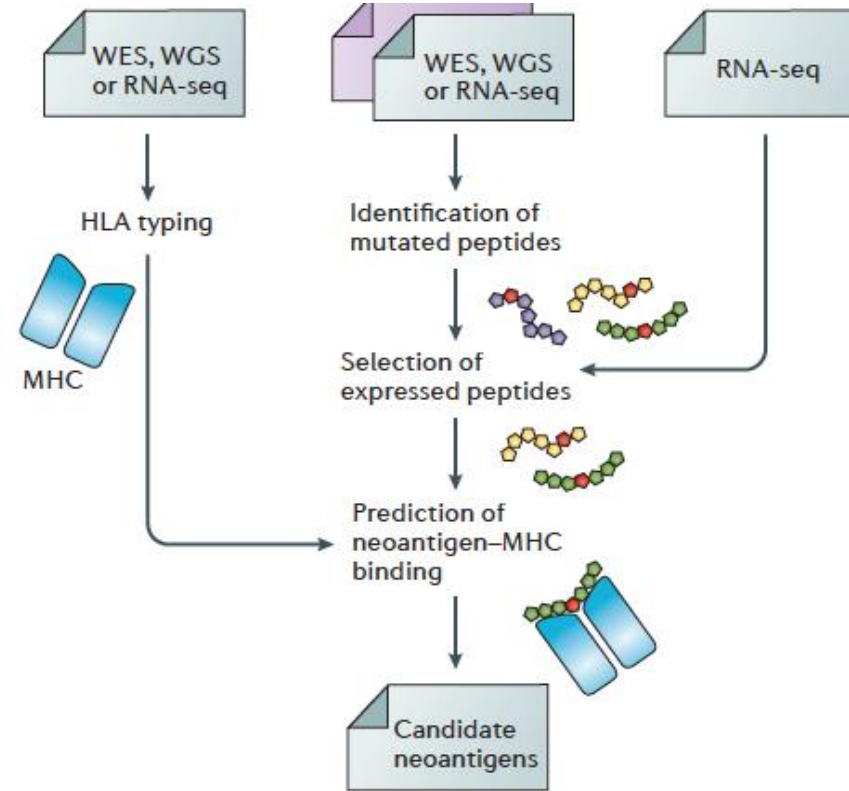 WES, WGS
or RNA-seq
WES, WGS
or RNA-seq
RNA-seq
HLA typing
Identification of
mutated peptides
MHC
Selection of
expressed peptides
Prediction of
neoantigen–MHC
binding
Candidate
neoantigens